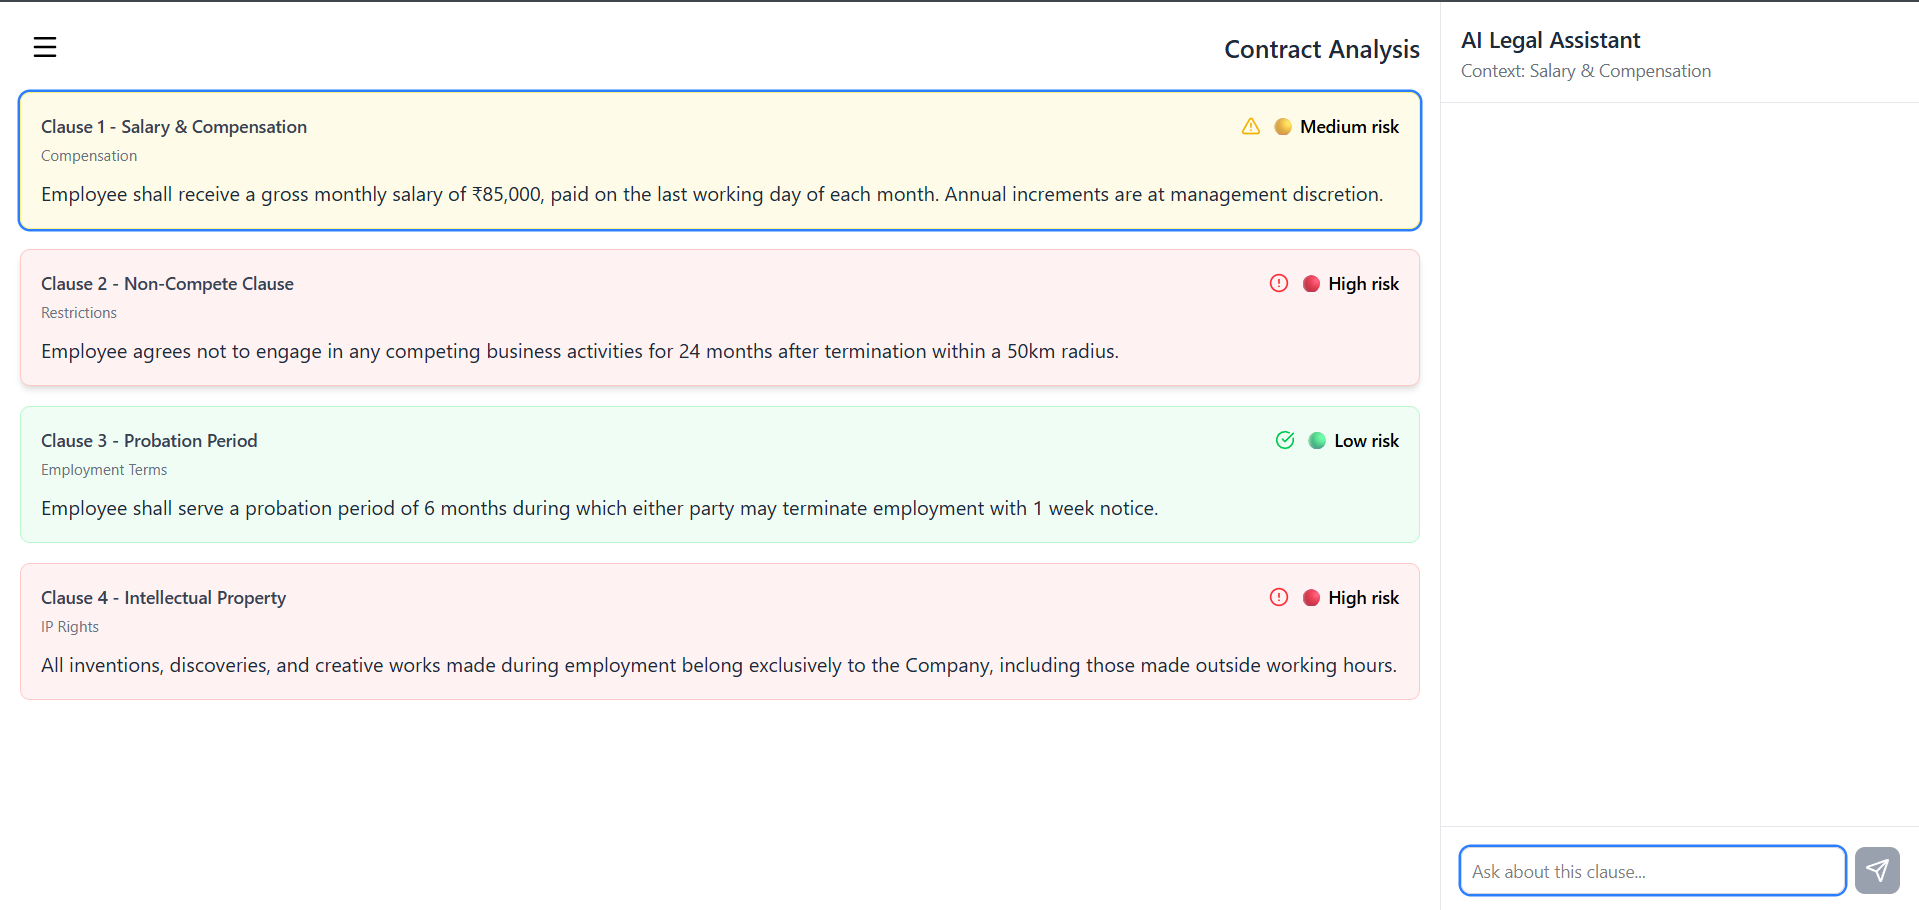 Contract Analysis
Clause 1 - Salary & Compensation
Medium risk
Compensation
Employee shall receive a gross monthly salary of ₹85,000, paid on the last working day of each month. Annual increments are at management discretion.
Clause 2 - Non-Compete Clause
High risk
Restrictions
Employee agrees not to engage in any competing business activities for 24 months after termination within a 50km radius.
Clause 3 - Probation Period
Low risk
Employment Terms
Employee shall serve a probation period of 6 months during which either party may terminate employment with 1 week notice.
Clause 4 - Intellectual Property
High risk
IP Rights
All inventions, discoveries, and creative works made during employment belong exclusively to the Company, including those made outside working hours.
AI Legal Assistant
Context: Salary & Compensation
Ask about this clause...